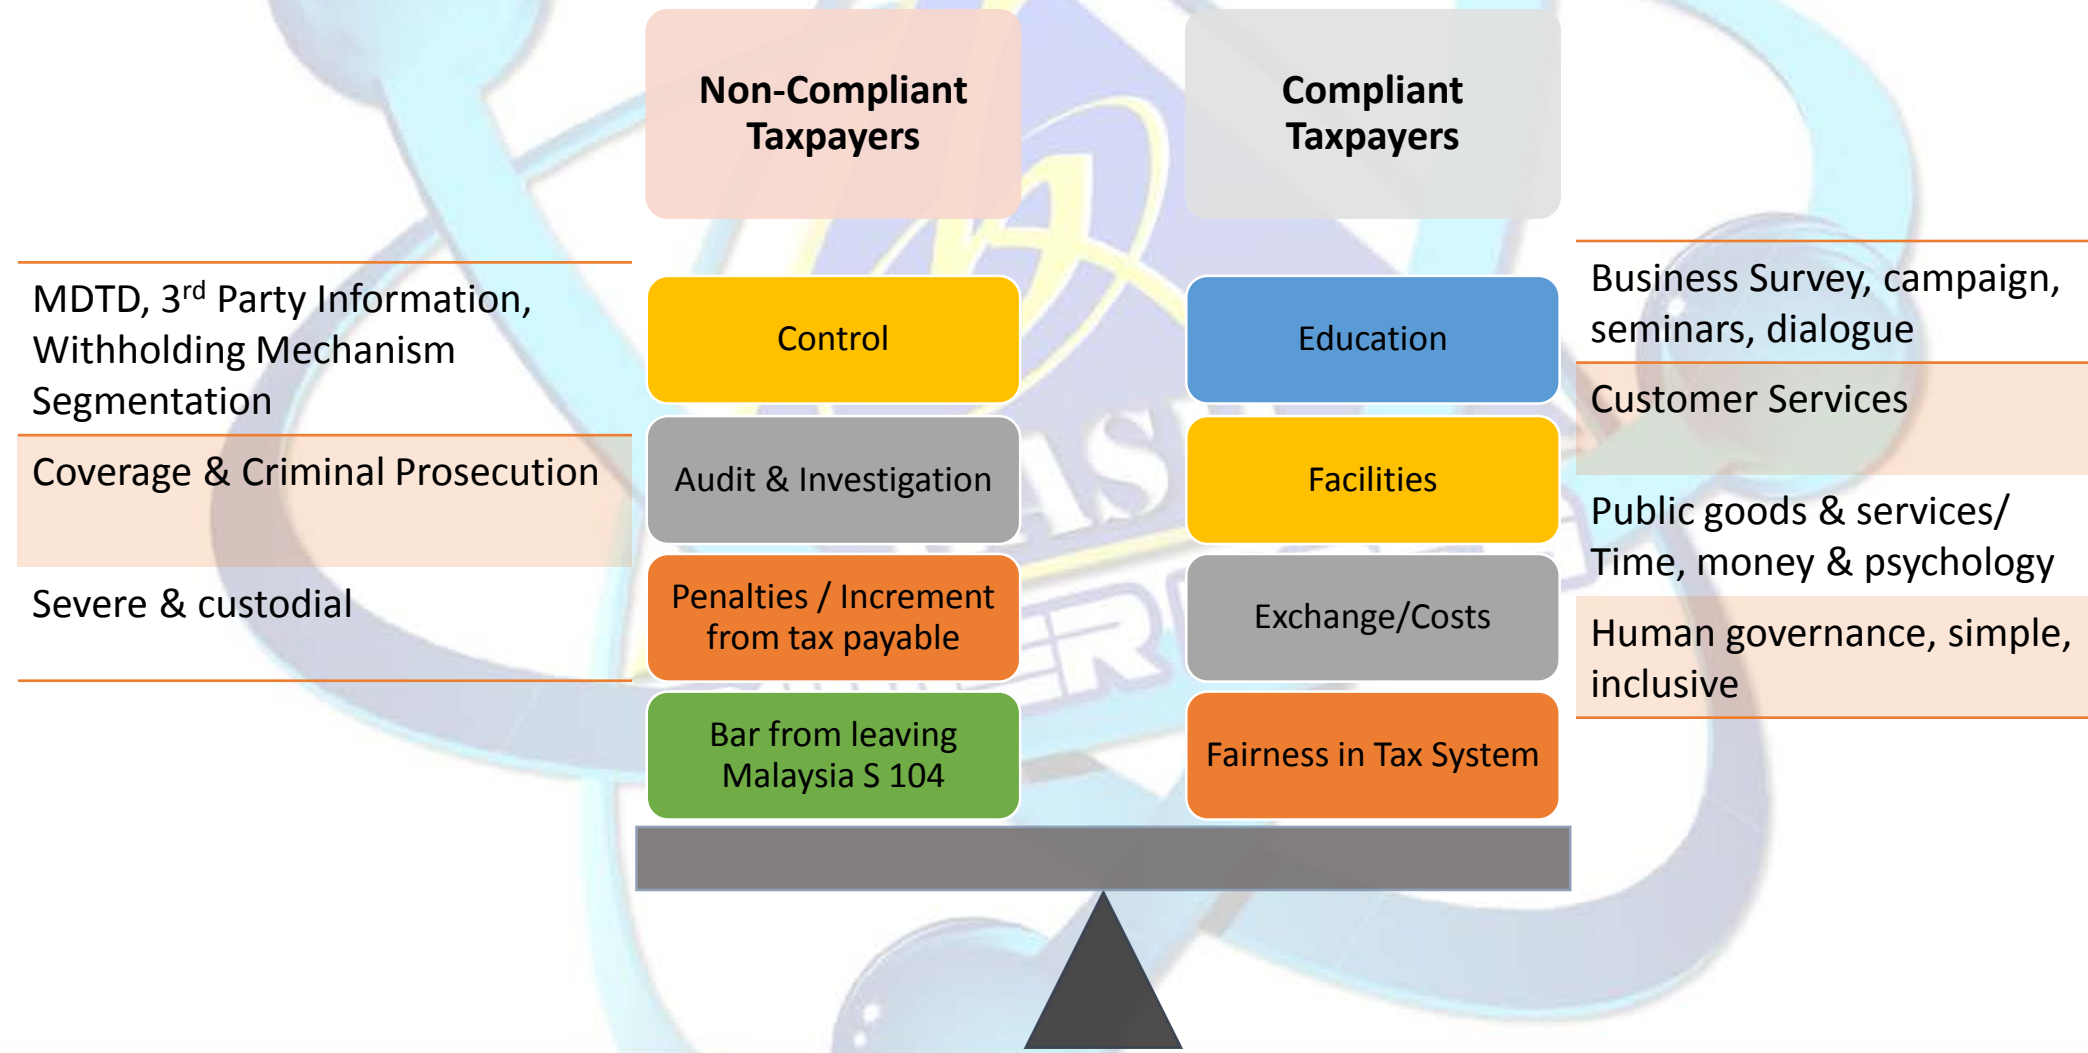 Non-Compliant
Taxpayers
Compliant
Taxpayers
MDTD, 3rd Party Information,
Withholding Mechanism
Segmentation
Coverage & Criminal Prosecution
Severe & custodial
Control
Audit & Investigation
Penalties / Increment
from tax payable
Bar from leaving
Malaysia S 104
Education
Facilities
Exchange/Costs
Fairness in Tax System
Business Survey, campaign,
seminars, dialogue
Customer Services
Public goods & services/
Time, money & psychology
Human governance, simple,
inclusive